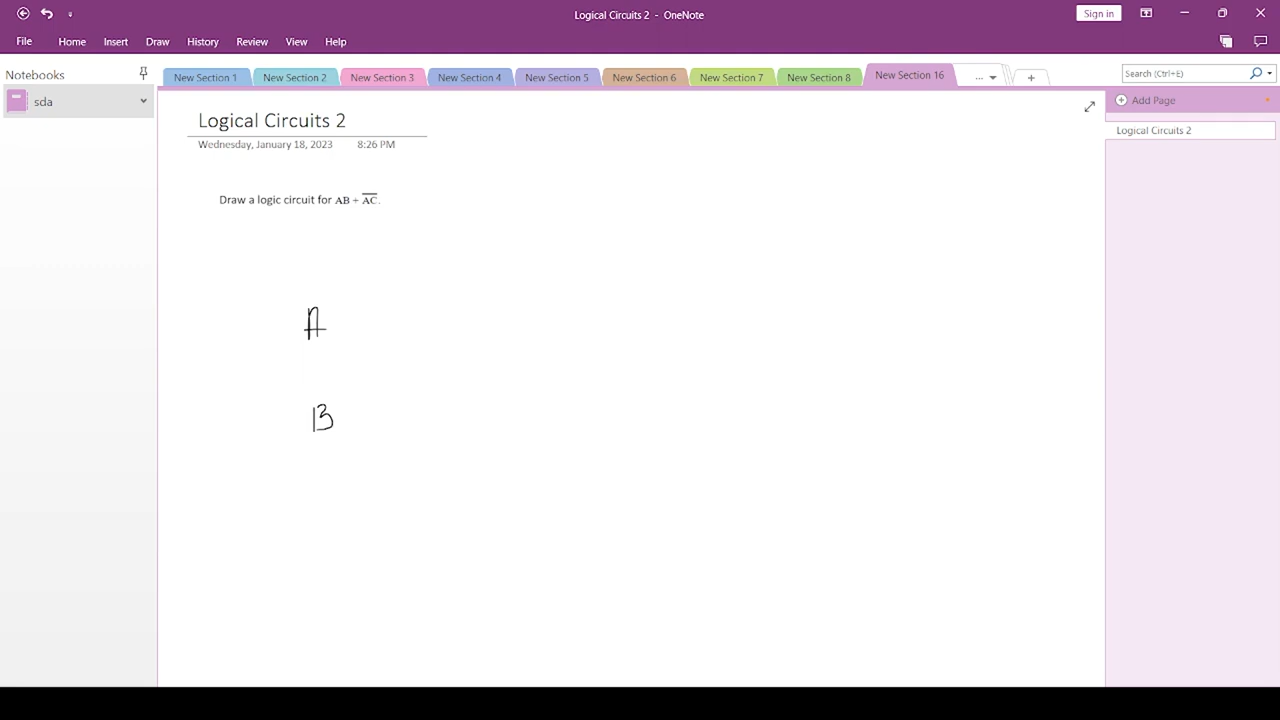 Logical Circuits 2 - OneNote
Sign in
File Home Insert Draw History Review View Help
Notebooks
New Section 1 New Section 2 New Section 3 New Section 4 New Section 5 New Section 6 New Section 7 New Section 8 New Section 16 ... +
Search (Ctrl+E)
sda
Add Page
Logical Circuits 2
Logical Circuits 2
Wednesday, January 18, 2023 8:26 PM
Draw a logic circuit for AB + A̅C̅.
A
B